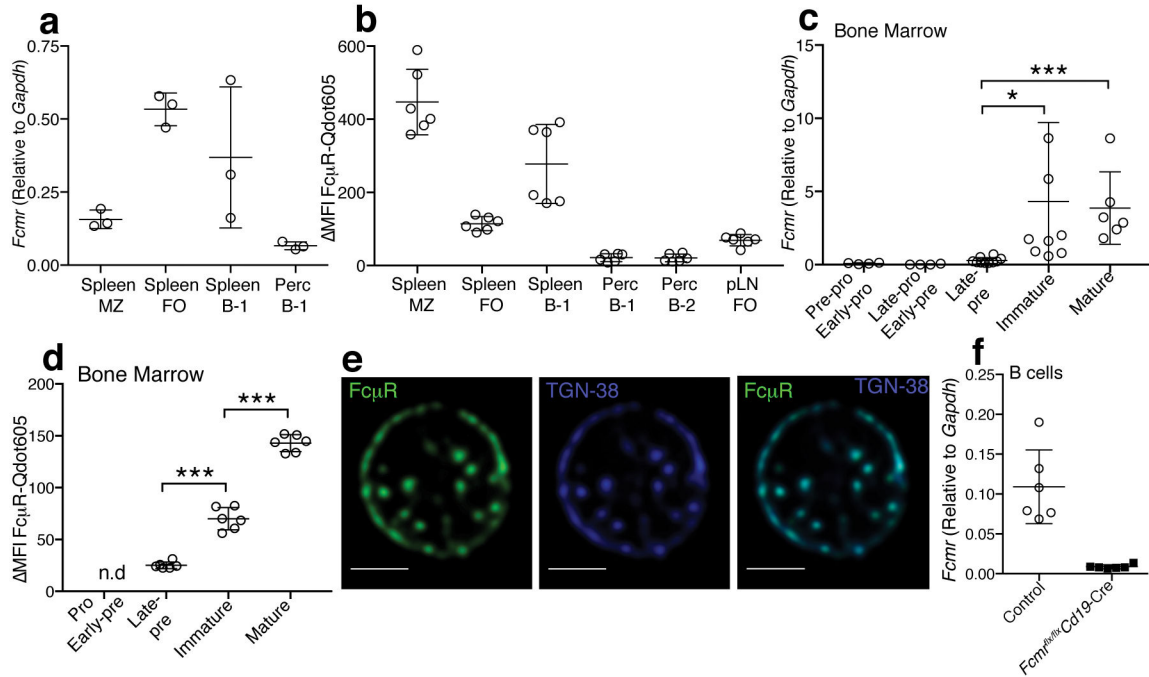 a
Fcmr (Relative to Gapdh)
0.75
0.50
0.25
0.00
Spleen MZ
Spleen FO
Spleen B-1
Perc B-1
b
ΔMFI FcμR-Qdot605
600
400
200
0
Spleen MZ
Spleen FO
Spleen B-1
Perc B-1
Perc B-2
pLN FO
c
Bone Marrow
Fcmr (Relative to Gapdh)
15
10
5
0
***
*
Pre-pro
Early-pro
Late-pro
Early-pre
Late-
pre
Immature
Mature
d
Bone Marrow
ΔMFI FcμR-Qdot605
200
150
100
50
0
***
***
n.d
Pro
Early-pre
Late-
pre
Immature
Mature
e
FcμR
TGN-38
FcμR TGN-38
f
B cells
Fcmr (Relative to Gapdh)
0.25
0.20
0.15
0.10
0.05
0.00
Control
Fcmrflx/flxCd19-Cre